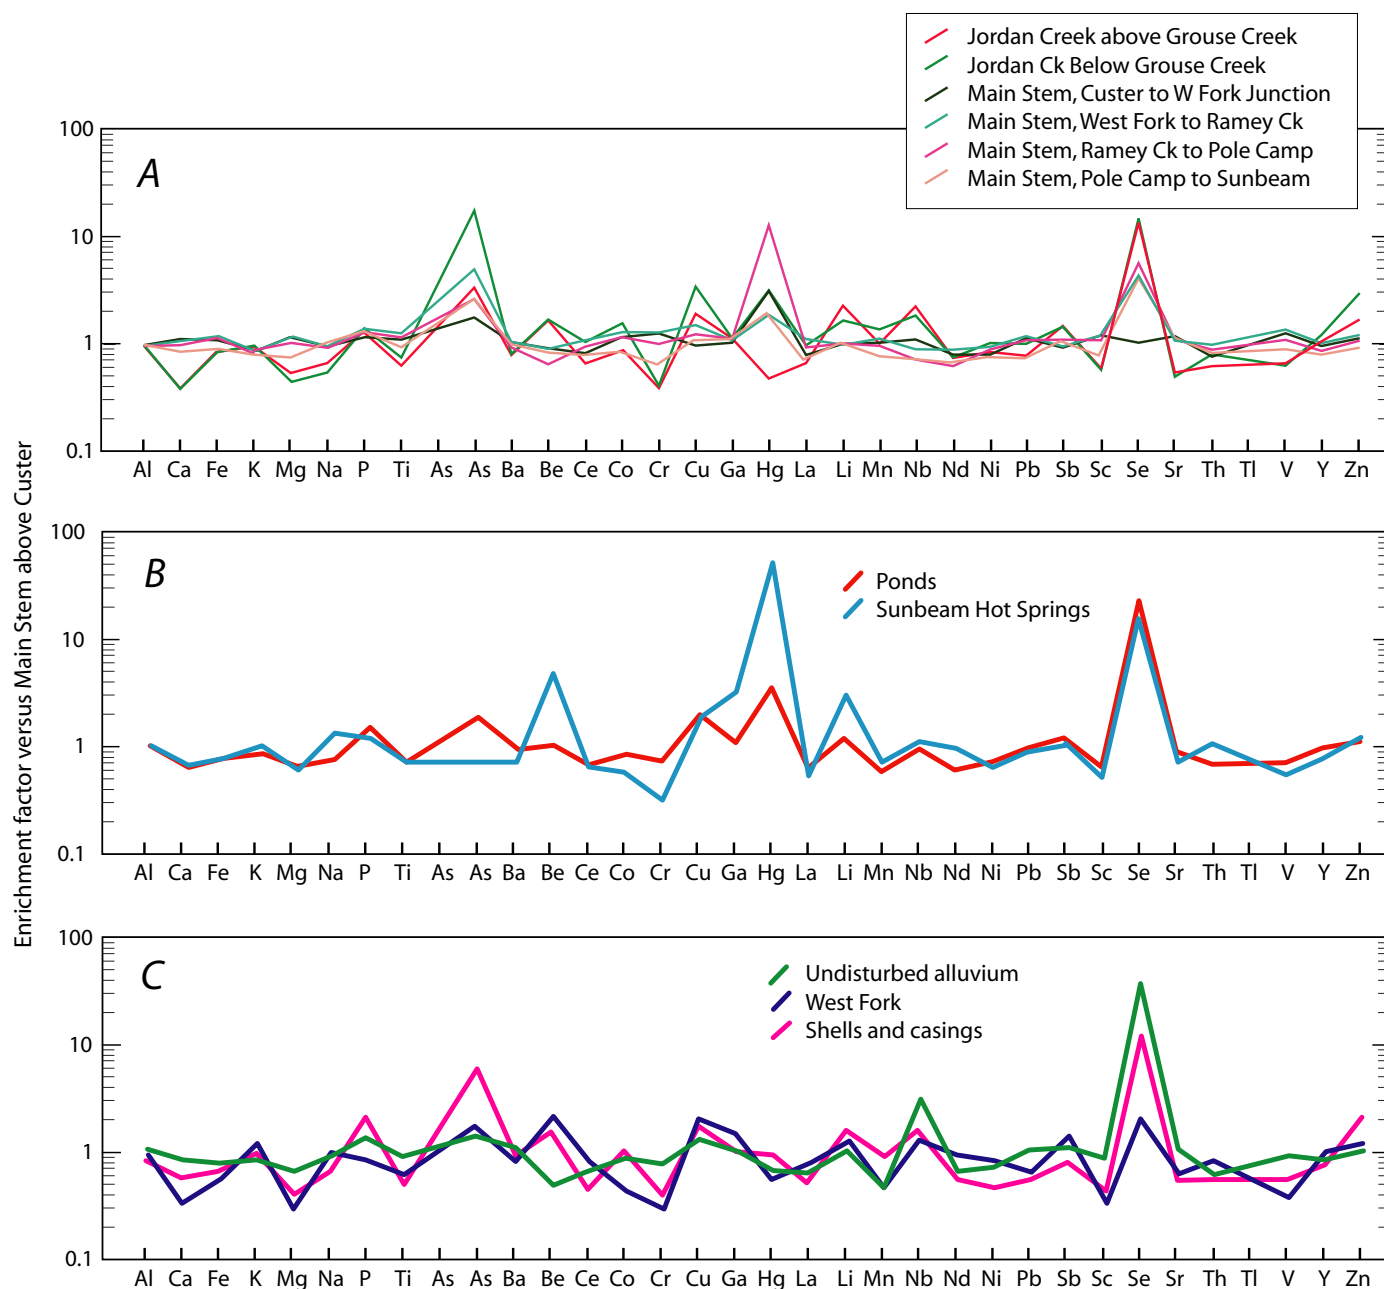 Jordan Creek above Grouse Creek
Jordan Ck Below Grouse Creek
Main Stem, Custer to W Fork Junction
Main Stem, West Fork to Ramey Ck
Main Stem, Ramey Ck to Pole Camp
Main Stem, Pole Camp to Sunbeam
Enrichment factor versus Main Stem above Custer
A
100
10
1
0.1
Al Ca Fe K Mg Na P Ti As As Ba Be Ce Co Cr Cu Ga Hg La Li Mn Nb Nd Ni Pb Sb Sc Se Sr Th Tl V Y Zn
B
Ponds
Sunbeam Hot Springs
100
10
1
0.1
Al Ca Fe K Mg Na P Ti As As Ba Be Ce Co Cr Cu Ga Hg La Li Mn Nb Nd Ni Pb Sb Sc Se Sr Th Tl V Y Zn
C
Undisturbed alluvium
West Fork
Shells and casings
100
10
1
0.1
Al Ca Fe K Mg Na P Ti As As Ba Be Ce Co Cr Cu Ga Hg La Li Mn Nb Nd Ni Pb Sb Sc Se Sr Th Tl V Y Zn